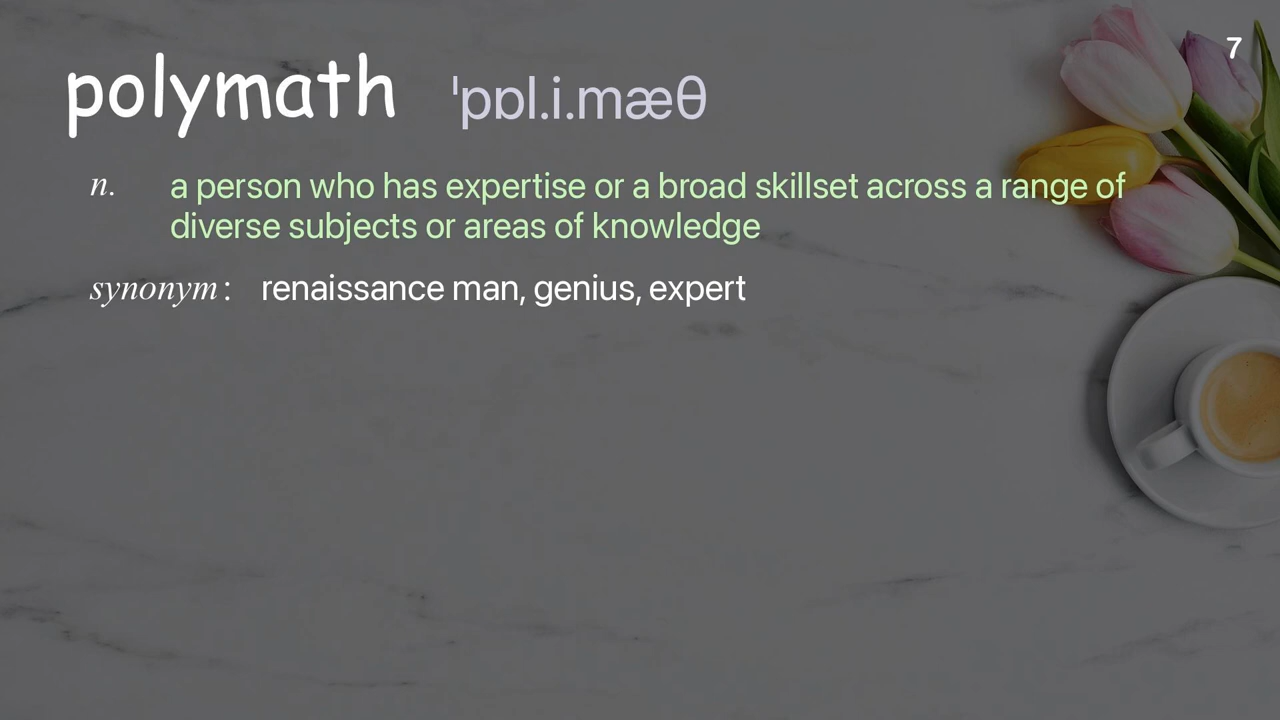 7
polymath ˈpɒl.i.mæθ
n. a person who has expertise or a broad skillset across a range of
diverse subjects or areas of knowledge
synonym: renaissance man, genius, expert